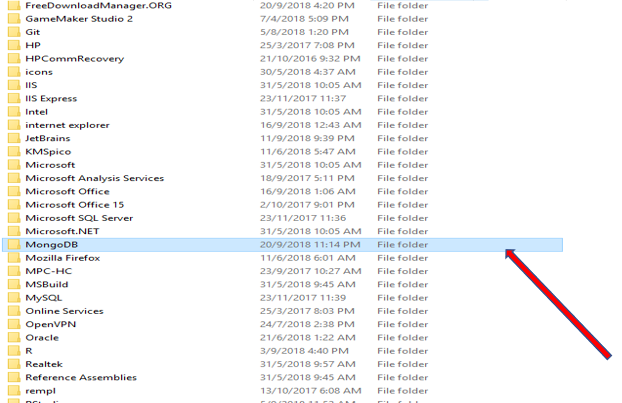 FreeDownloadManager.ORG 20/9/2018 4:20 PM File folder
GameMaker Studio 2 7/4/2018 5:09 PM File folder
Git 5/8/2018 1:20 PM File folder
HP 25/3/2017 7:08 PM File folder
HPCommRecovery 21/10/2016 9:32 PM File folder
icons 30/5/2018 4:37 AM File folder
IIS 31/5/2018 10:05 AM File folder
IIS Express 23/11/2017 11:37 File folder
Intel 31/5/2018 10:05 AM File folder
internet explorer 16/9/2018 12:43 AM File folder
JetBrains 11/9/2018 9:39 PM File folder
KMSpico 11/6/2018 5:47 AM File folder
Microsoft 31/5/2018 10:05 AM File folder
Microsoft Analysis Services 18/9/2017 5:11 PM File folder
Microsoft Office 16/9/2018 1:06 AM File folder
Microsoft Office 15 2/10/2017 9:01 PM File folder
Microsoft SQL Server 23/11/2017 11:36 File folder
Microsoft.NET 31/5/2018 10:05 AM File folder
MongoDB 20/9/2018 11:14 PM File folder
Mozilla Firefox 11/6/2018 6:01 AM File folder
MPC-HC 23/9/2017 10:27 AM File folder
MSBuild 31/5/2018 9:45 AM File folder
MySQL 23/11/2017 11:39 File folder
Online Services 25/3/2017 8:03 PM File folder
OpenVPN 24/7/2018 2:38 PM File folder
Oracle 21/6/2018 1:22 AM File folder
R 3/9/2018 4:40 PM File folder
Realtek 31/5/2018 9:57 AM File folder
Reference Assemblies 31/5/2018 9:45 AM File folder
rempl 13/10/2017 6:08 AM File folder